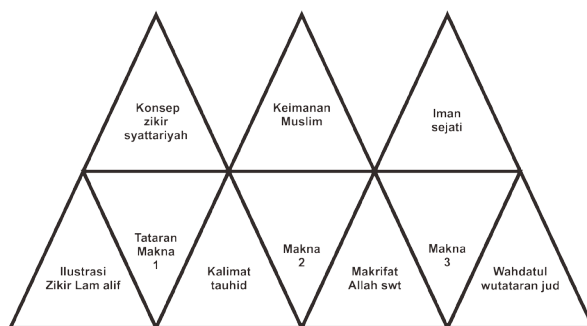 Konsep
zikir
syattariyah
Keimanan
Muslim
Iman
sejati
Ilustrasi
Zikir Lam alif
Tataran
Makna
1
Kalimat
tauhid
Makna
2
Makrifat
Allah swt
Makna
3
Wahdatul
wutataran jud